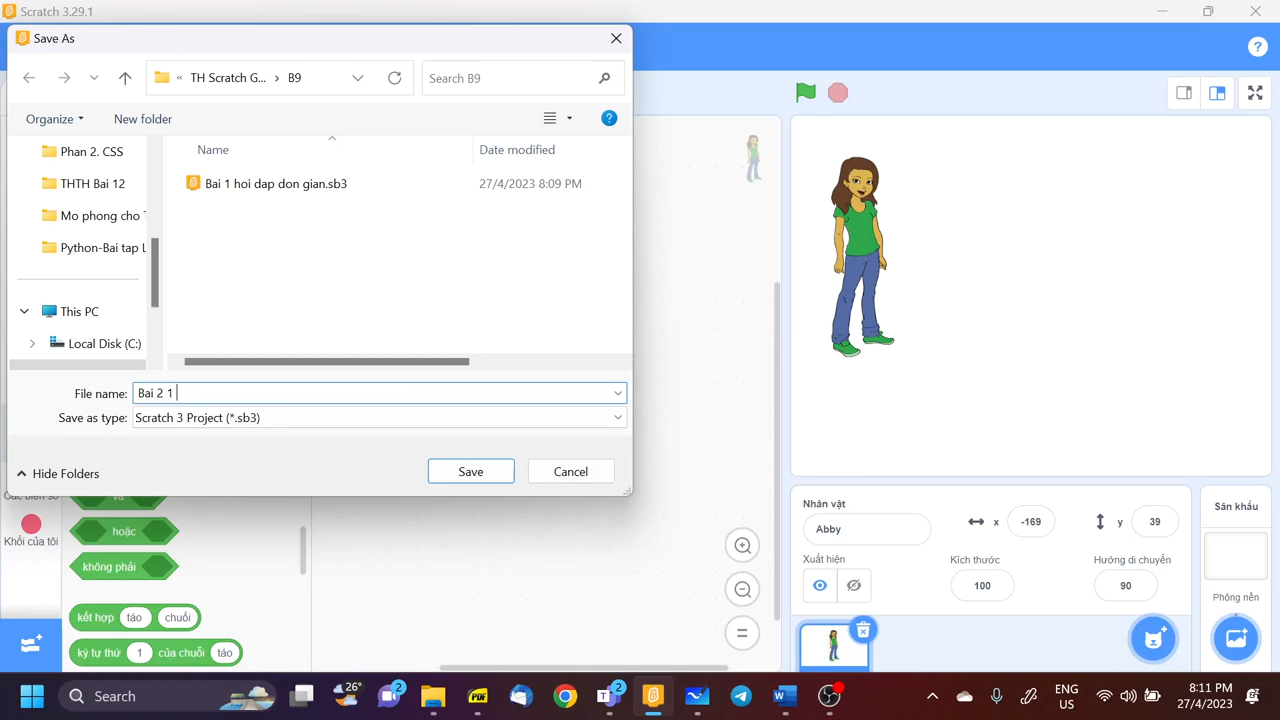 Scratch 3.29.1
Save As
« TH Scratch G... › B9
Search B9
Organize
New folder
Name
Date modified
Phan 2. CSS
THTH Bai 12
Mo phong cho
Python-Bai tap L
Bai 1 hoi dap don gian.sb3
27/4/2023 8:09 PM
This PC
Local Disk (C:)
File name: Bai 2 1
Save as type: Scratch 3 Project (*.sb3)
Hide Folders
Save
Cancel
Các biến số
Khối của tôi
và
hoặc
không phải
kết hợp táo chuối
ký tự thứ 1 của chuỗi táo
Nhân vật
Abby
x -169
y 39
Xuất hiện
Kích thước
100
Hướng di chuyển
90
Sân khấu
Phông nền
Search
26°
2
PDF
2
ENG
US
8:11 PM
27/4/2023